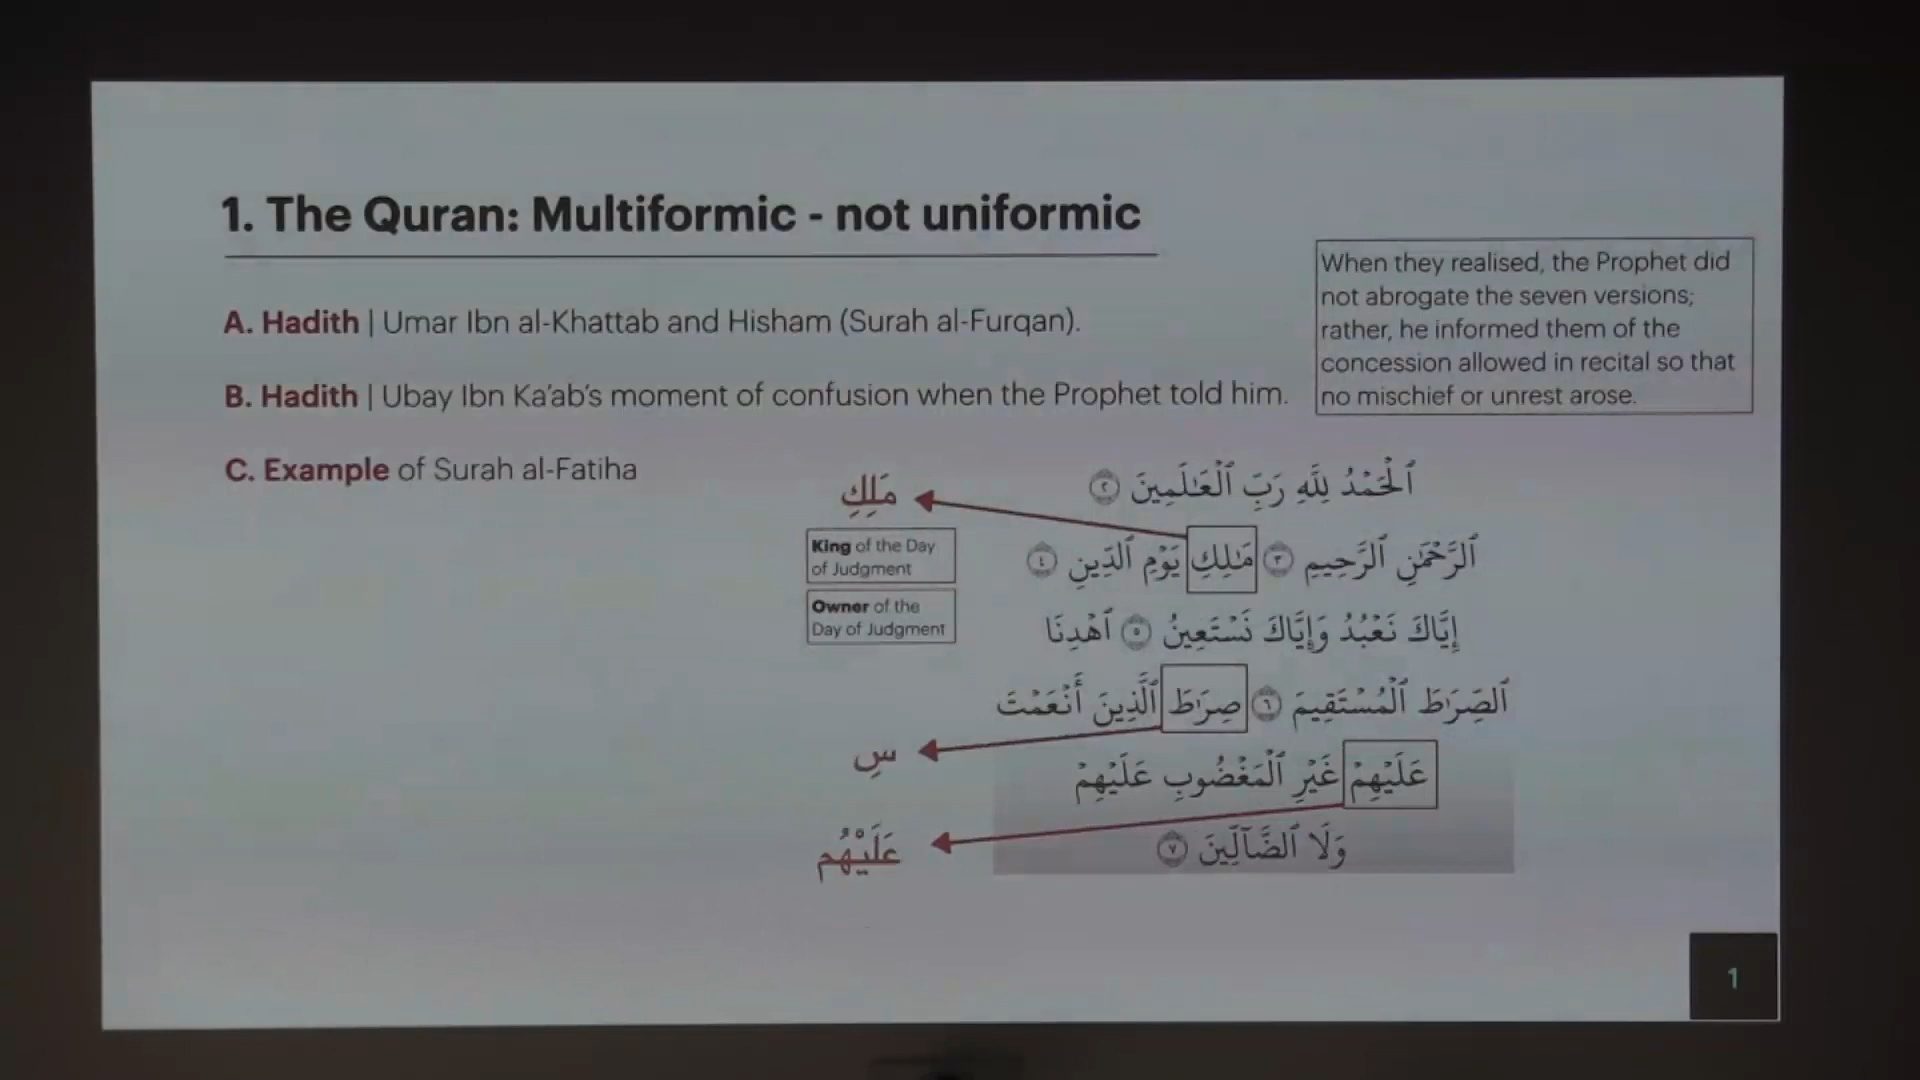 1. The Quran: Multiformic - not uniformic
When they realised, the Prophet did
not abrogate the seven versions;
rather, he informed them of the
concession allowed in recital so that
no mischief or unrest arose.
A. Hadith | Umar Ibn al-Khattab and Hisham (Surah al-Furqan).
B. Hadith | Ubay Ibn Ka'ab's moment of confusion when the Prophet told him.
C. Example of Surah al-Fatiha
ٱلْحَمْدُ لِلَّهِ رَبِّ ٱلْعَـٰلَمِينَ ٢
مَلِكِ
ٱلرَّحْمَـٰنِ ٱلرَّحِيمِ ٣ مَـٰلِكِ يَوْمِ ٱلدِّينِ ٤
King of the Day
of Judgment
Owner of the
Day of Judgment
إِيَّاكَ نَعْبُدُ وَإِيَّاكَ نَسْتَعِينُ ٥ ٱهْدِنَا
ٱلصِّرَٰطَ ٱلْمُسْتَقِيمَ ٦ صِرَٰطَ ٱلَّذِينَ أَنْعَمْتَ
سِ
عَلَيْهِمْ غَيْرِ ٱلْمَغْضُوبِ عَلَيْهِمْ
عَلَيْهُم
وَلَا ٱلضَّآلِّينَ ٧
1